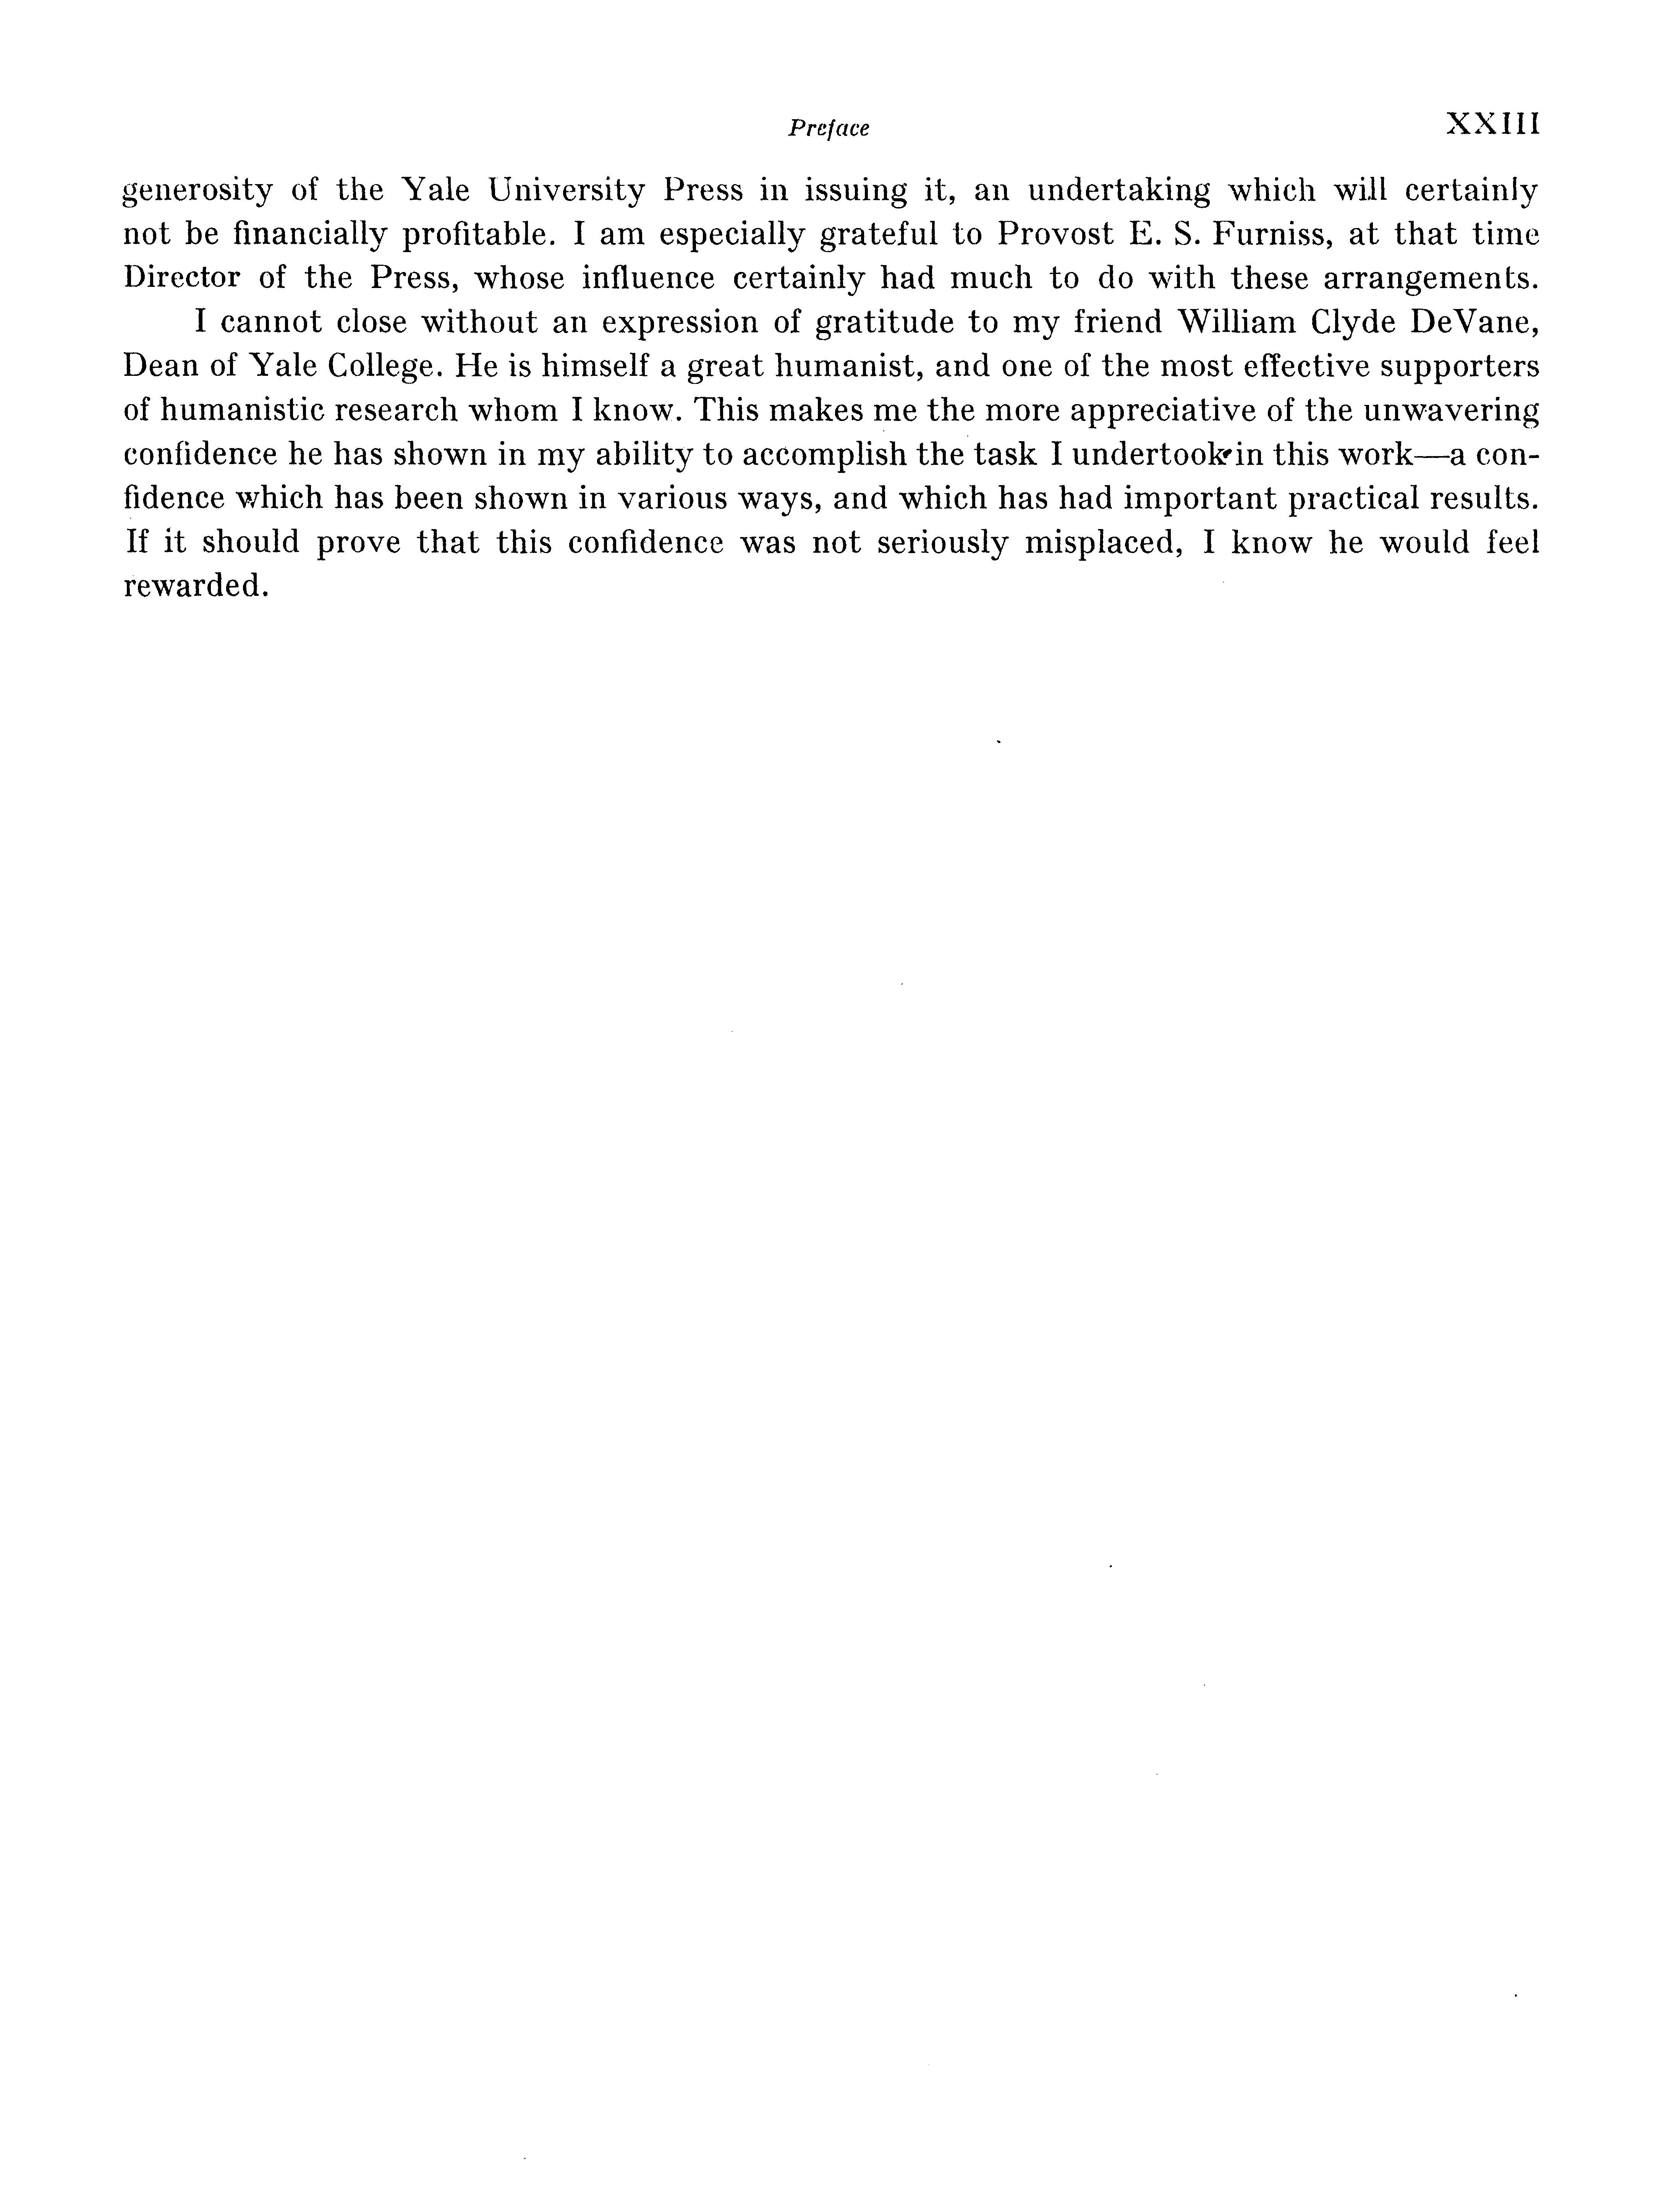 Preface
XXIII
generosity of the Yale University Press in issuing it, an undertaking which will certainly
not be financially profitable. I am especially grateful to Provost E. S. Furniss, at that time
Director of the Press, whose influence certainly had much to do with these arrangements.
I cannot close without an expression of gratitude to my friend William Clyde DeVane,
Dean of Yale College. He is himself a great humanist, and one of the most effective supporters
of humanistic research whom I know. This makes me the more appreciative of the unwavering
confidence he has shown in my ability to accomplish the task I undertook in this work—a con-
fidence which has been shown in various ways, and which has had important practical results.
If it should prove that this confidence was not seriously misplaced, I know he would feel
rewarded.